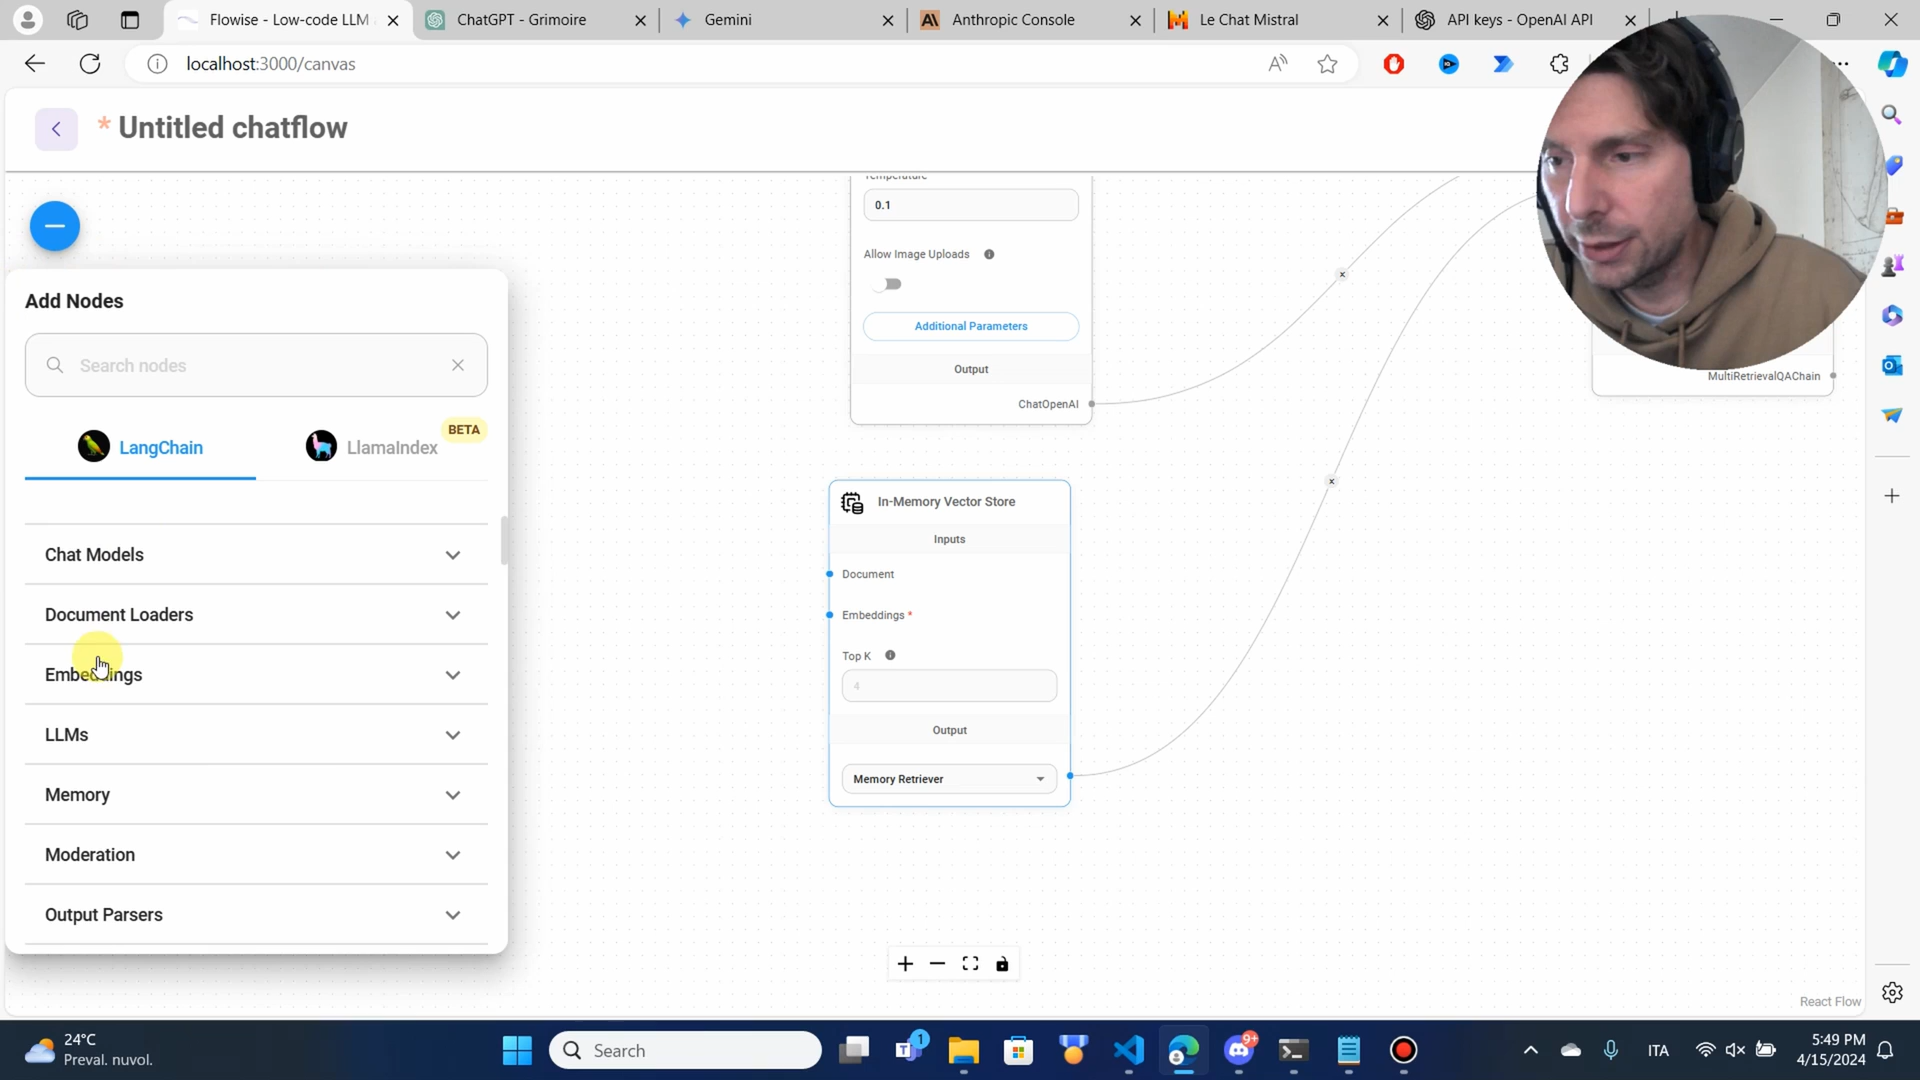 Flowise - Low-code LLM
ChatGPT - Grimoire
Gemini
Anthropic Console
Le Chat Mistral
API keys - OpenAI API
localhost:3000/canvas
* Untitled chatflow
Temperature
0.1
Allow Image Uploads
Additional Parameters
Output
ChatOpenAI
MultiRetrievalQAChain
Add Nodes
Search nodes
LangChain
LlamaIndex
BETA
Chat Models
Document Loaders
Embeddings
LLMs
Memory
Moderation
Output Parsers
In-Memory Vector Store
Inputs
Document
Embeddings *
Top K
4
Output
Memory Retriever
React Flow
24°C
Preval. nuvol.
Search
1
9+
ITA
5:49 PM
4/15/2024